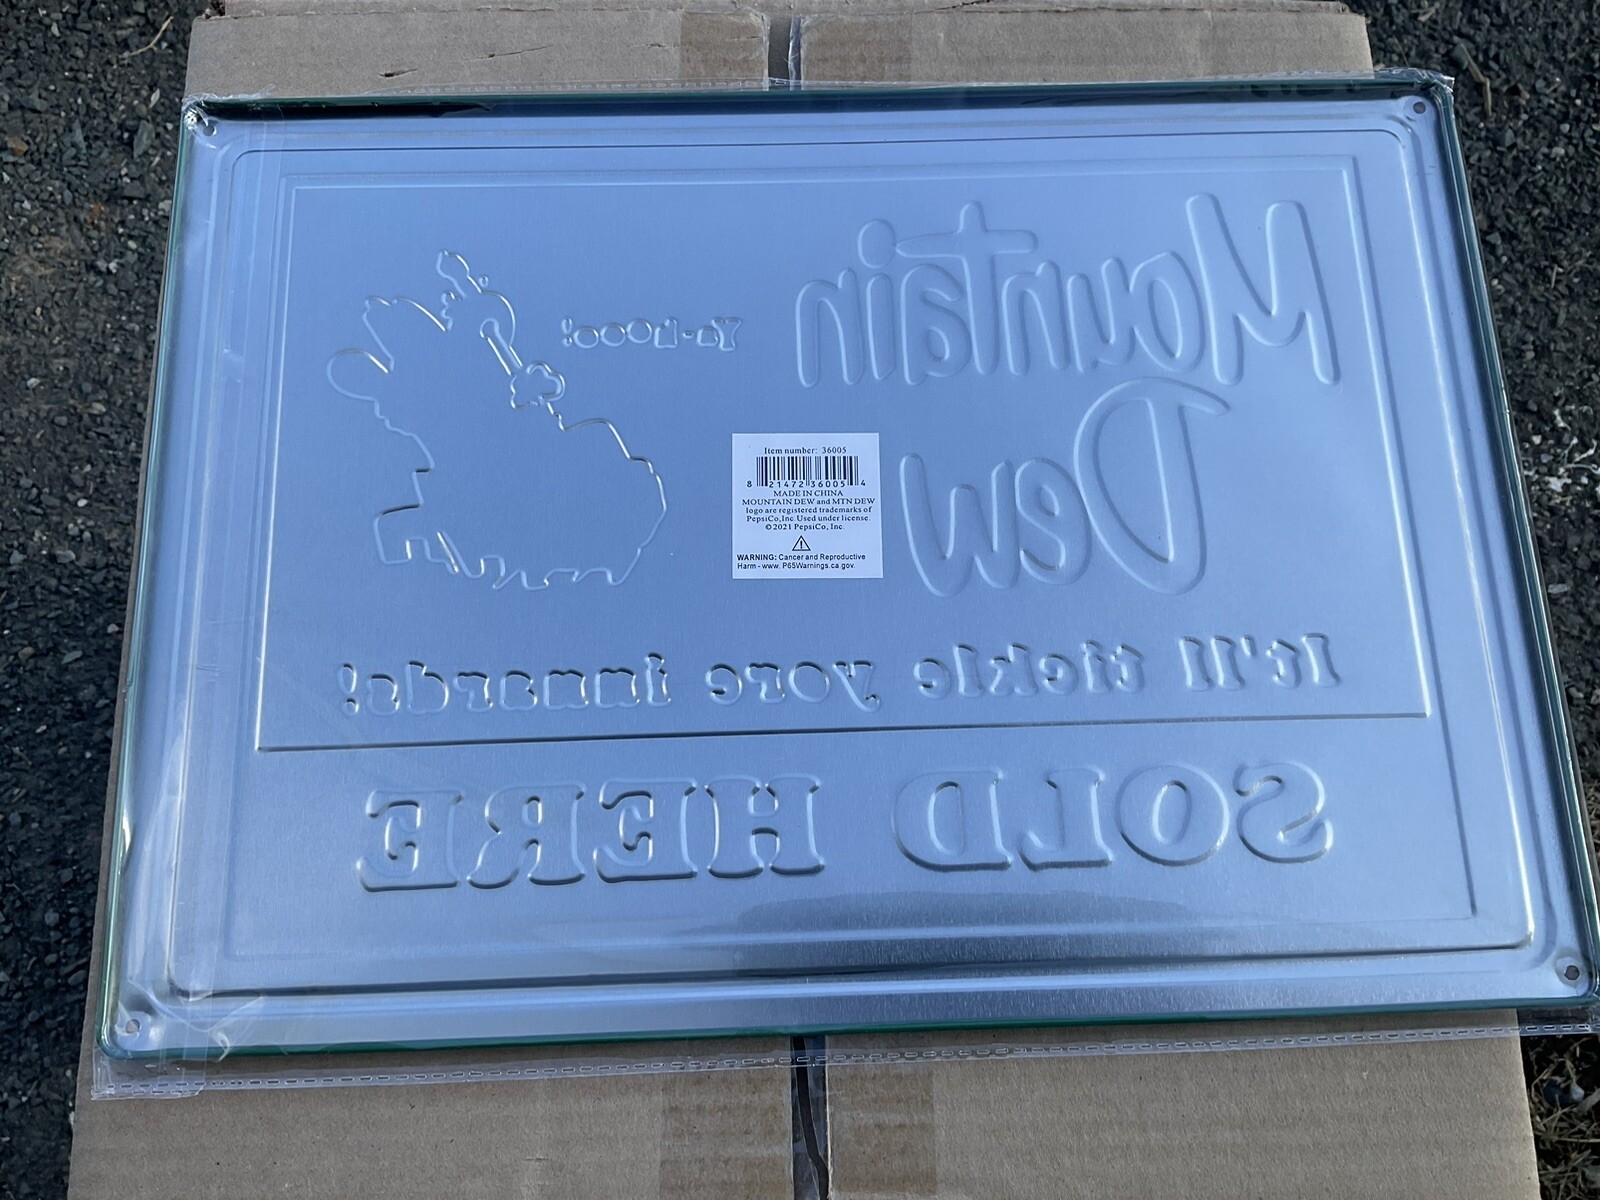 Mountain
Ya-Hooo!
Dew
Item number: 36005
8 21472 36005 4
MADE IN CHINA
MOUNTAIN DEW and MTN DEW
logo are registered trademarks of
PepsiCo,Inc. Used under license.
©2021 PepsiCo, Inc.
WARNING: Cancer and Reproductive
Harm - www. P65Warnings.ca.gov.
It'll tickle yore innards!
SOLD HERE